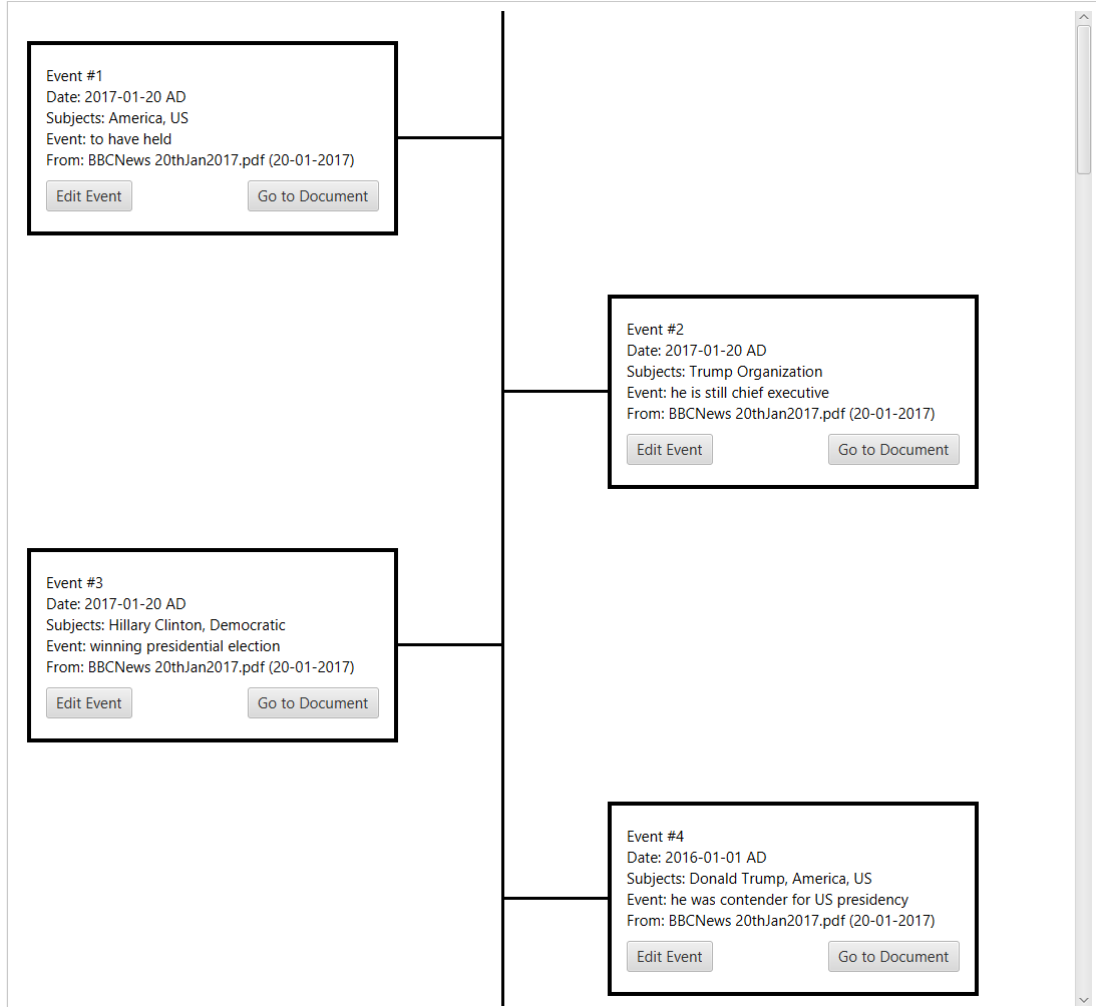 Event #1
Date: 2017-01-20 AD
Subjects: America, US
Event: to have held
From: BBCNews 20thJan2017.pdf (20-01-2017)
Edit Event
Go to Document
Event #2
Date: 2017-01-20 AD
Subjects: Trump Organization
Event: he is still chief executive
From: BBCNews 20thJan2017.pdf (20-01-2017)
Edit Event
Go to Document
Event #3
Date: 2017-01-20 AD
Subjects: Hillary Clinton, Democratic
Event: winning presidential election
From: BBCNews 20thJan2017.pdf (20-01-2017)
Edit Event
Go to Document
Event #4
Date: 2016-01-01 AD
Subjects: Donald Trump, America, US
Event: he was contender for US presidency
From: BBCNews 20thJan2017.pdf (20-01-2017)
Edit Event
Go to Document